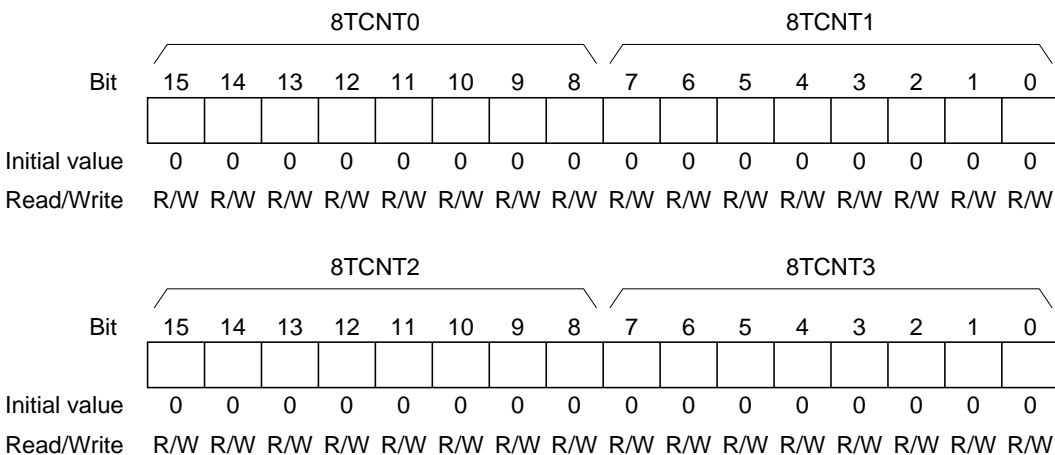 8TCNT0 8TCNT1
Bit 15 14 13 12 11 10 9 8 7 6 5 4 3 2 1 0
Initial value 0 0 0 0 0 0 0 0 0 0 0 0 0 0 0 0
Read/Write R/W R/W R/W R/W R/W R/W R/W R/W R/W R/W R/W R/W R/W R/W R/W R/W
8TCNT2 8TCNT3
Bit 15 14 13 12 11 10 9 8 7 6 5 4 3 2 1 0
Initial value 0 0 0 0 0 0 0 0 0 0 0 0 0 0 0 0
Read/Write R/W R/W R/W R/W R/W R/W R/W R/W R/W R/W R/W R/W R/W R/W R/W R/W